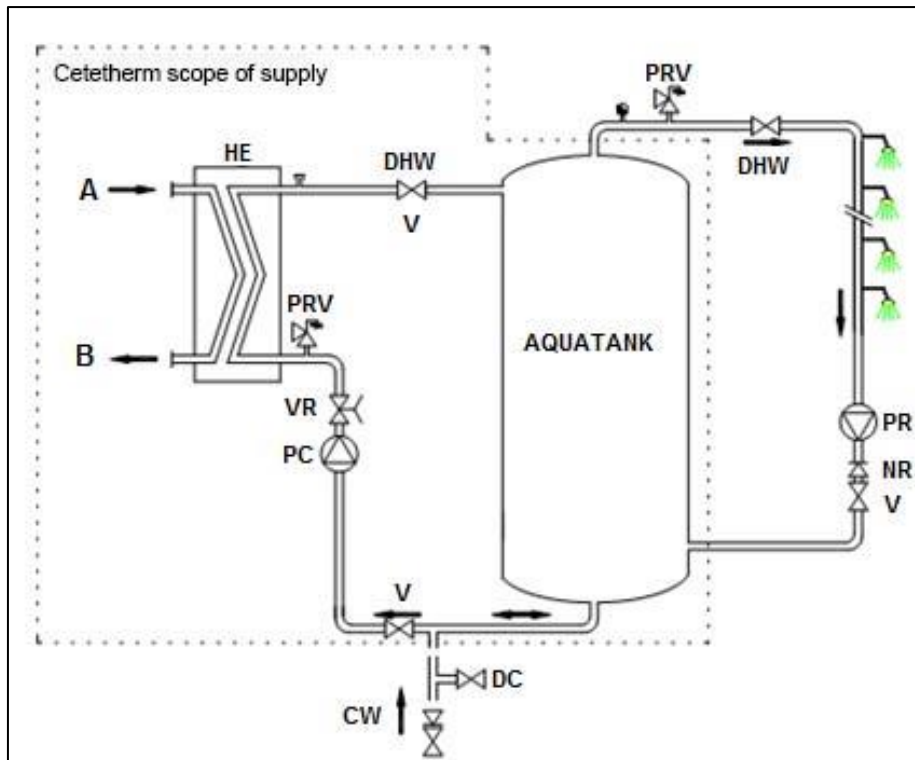 Cetetherm scope of supply
PRV
HE
DHW
DHW
A
V
PRV
B
AQUATANK
VR
PR
PC
NR
V
V
DC
CW